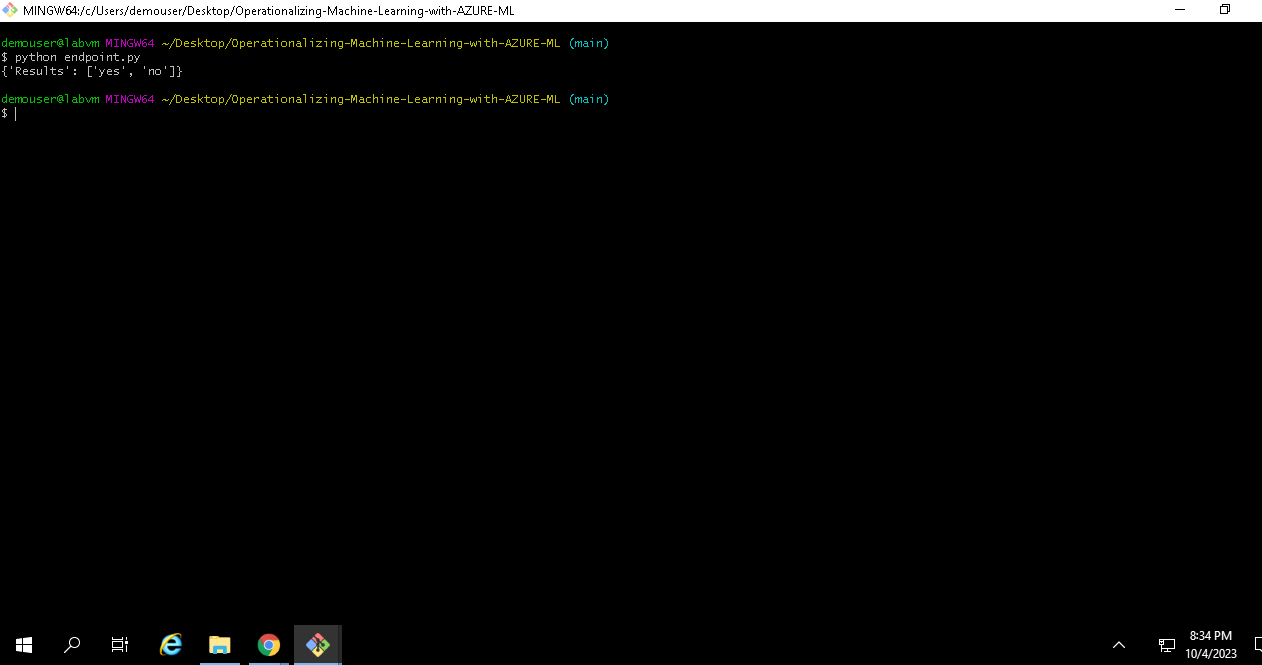 MINGW64:/c/Users/demouser/Desktop/Operationalizing-Machine-Learning-with-AZURE-ML
demouser@labvm MINGW64 ~/Desktop/Operationalizing-Machine-Learning-with-AZURE-ML (main)
$ python endpoint.py
{'Results': ['yes', 'no']}
demouser@labvm MINGW64 ~/Desktop/Operationalizing-Machine-Learning-with-AZURE-ML (main)
$
8:34 PM
10/4/2023